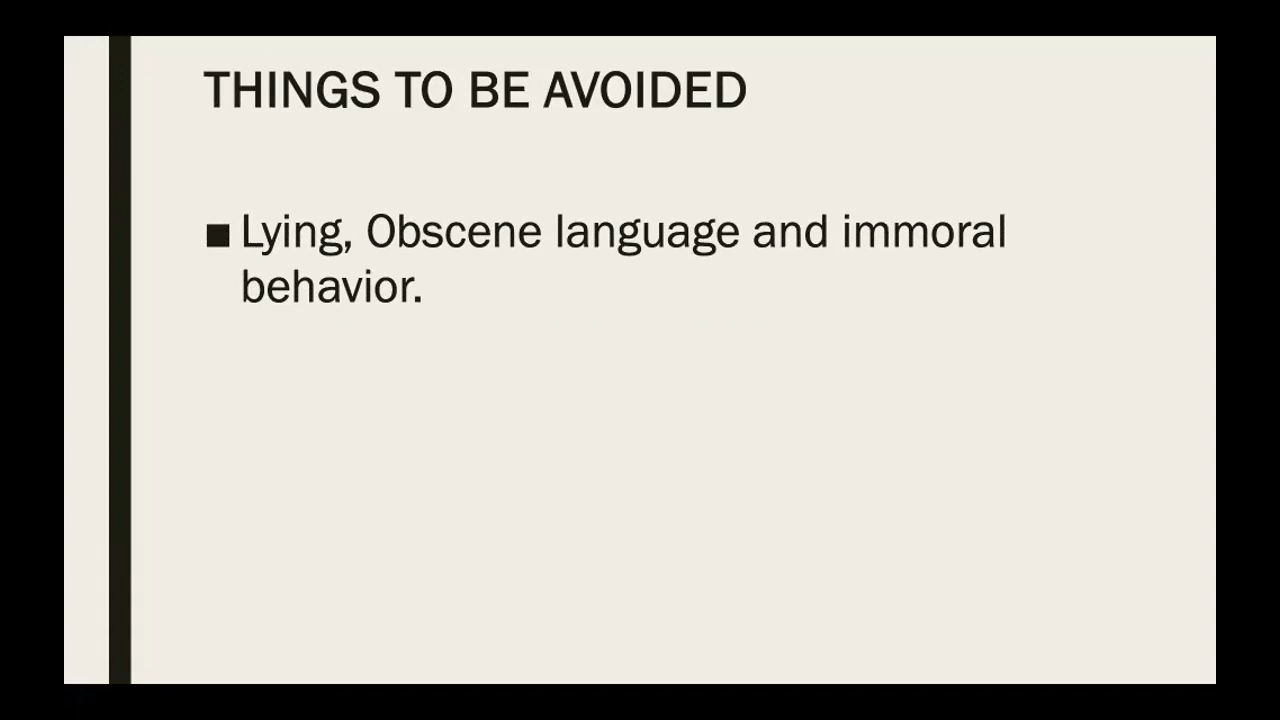 THINGS TO BE AVOIDED
■ Lying, Obscene language and immoral
behavior.